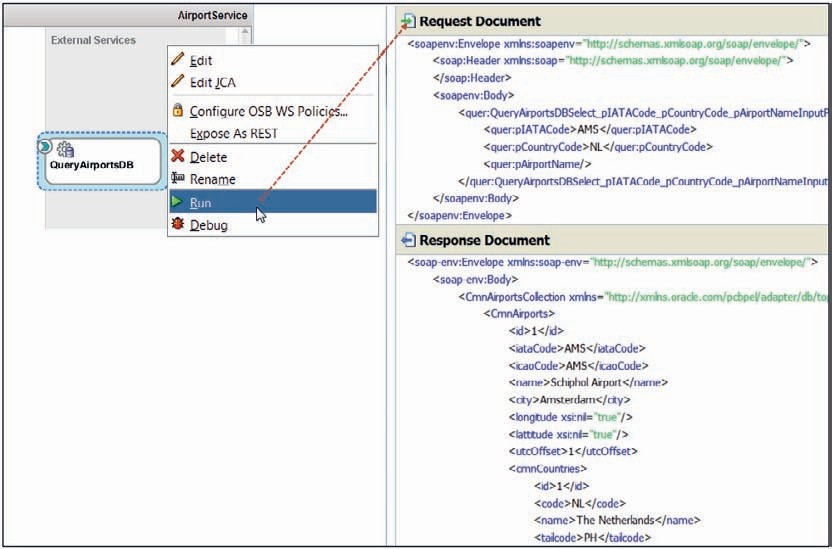 AirportService
External Services
QueryAirportsDB
Edit
Edit JCA
Configure OSB WS Policies...
Expose As REST
Delete
Rename
Run
Debug
Request Document
<soapenv:Envelope xmlns:soapenv="http://schemas.xmlsoap.org/soap/envelope/">
<soap:Header xmlns:soap="http://schemas.xmlsoap.org/soap/envelope/">
</soap:Header>
<soapenv:Body>
<quer:QueryAirportsDBSelect_pIATACode_pCountryCode_pAirportNameInputP
<quer:pIATACode>AMS</quer:pIATACode>
<quer:pCountryCode>NL</quer:pCountryCode>
<quer:pAirportName/>
</quer:QueryAirportsDBSelect_pIATACode_pCountryCode_pAirportNameInput
</soapenv:Body>
</soapenv:Envelope>
Response Document
<soap-env:Envelope xmlns:soap-env="http://schemas.xmlsoap.org/soap/envelope/">
<soap-env:Body>
<CmnAirportsCollection xmlns="http://xmlns.oracle.com/pcbpel/adapter/db/top
<CmnAirports>
<id>1</id>
<iataCode>AMS</iataCode>
<icaoCode>AMS</icaoCode>
<name>Schiphol Airport</name>
<city>Amsterdam</city>
<longitude xsi:nil="true"/>
<lattitude xsi:nil="true"/>
<utcOffset>1</utcOffset>
<cmnCountries>
<id>1</id>
<code>NL</code>
<name>The Netherlands</name>
<tailcode>PH</tailcode>